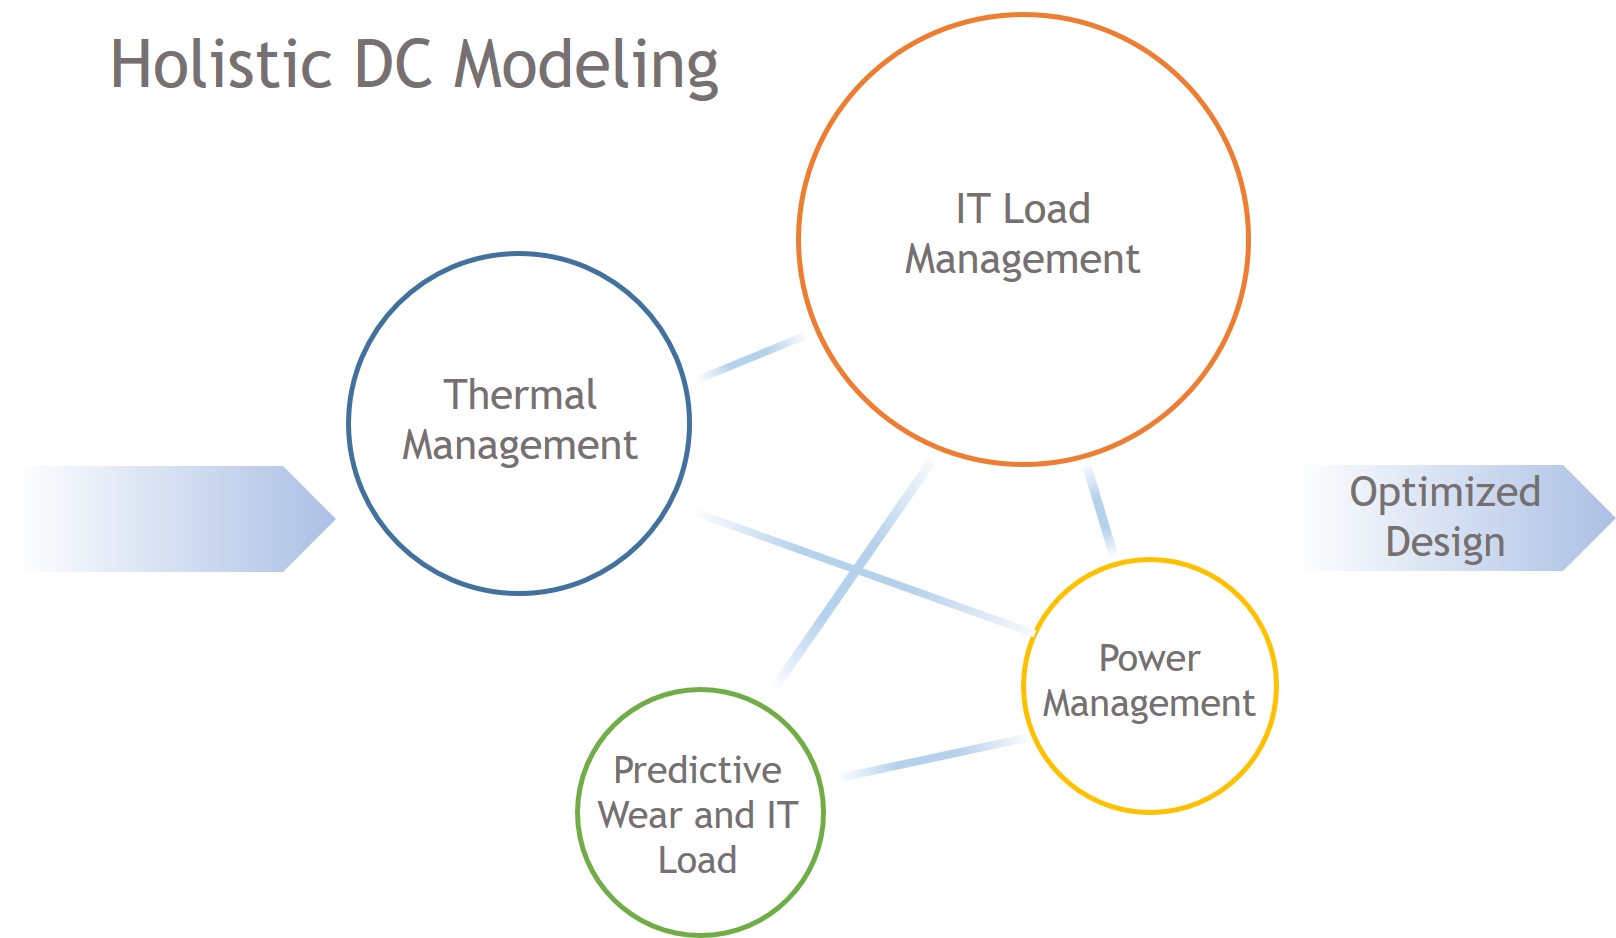 Holistic DC Modeling
IT Load
Management
Thermal
Management
Optimized
Design
Power
Management
Predictive
Wear and IT
Load